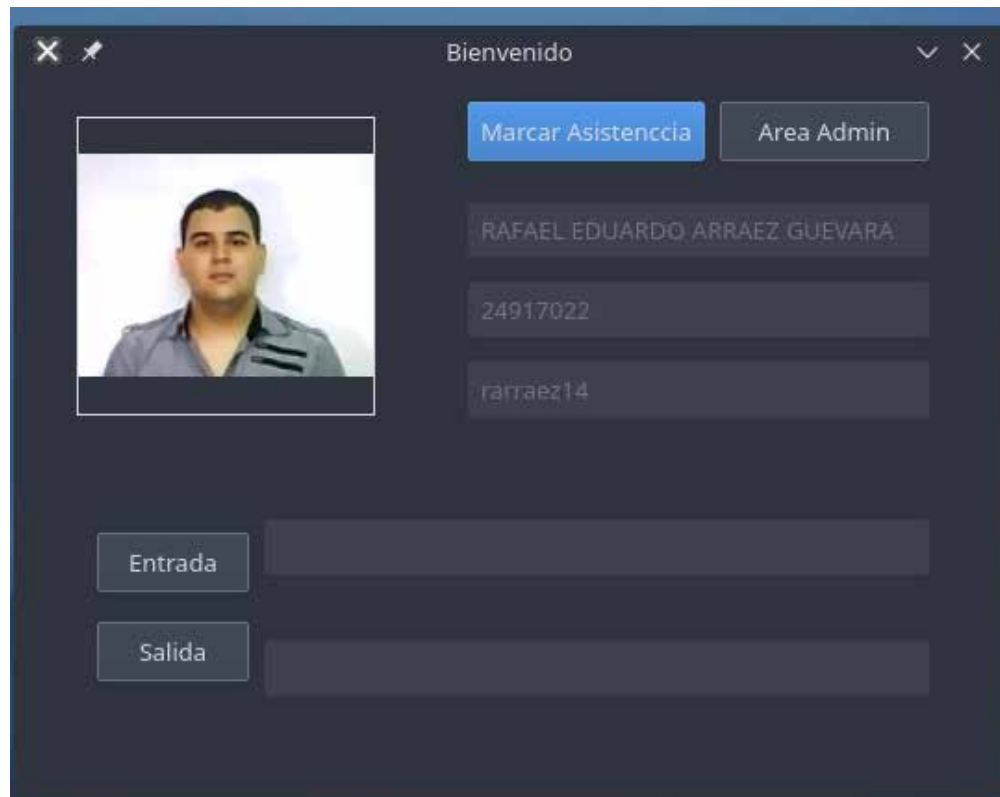 Bienvenido
Marcar Asistenccia
Area Admin
RAFAEL EDUARDO ARRAEZ GUEVARA
24917022
rarraez14
Entrada
Salida